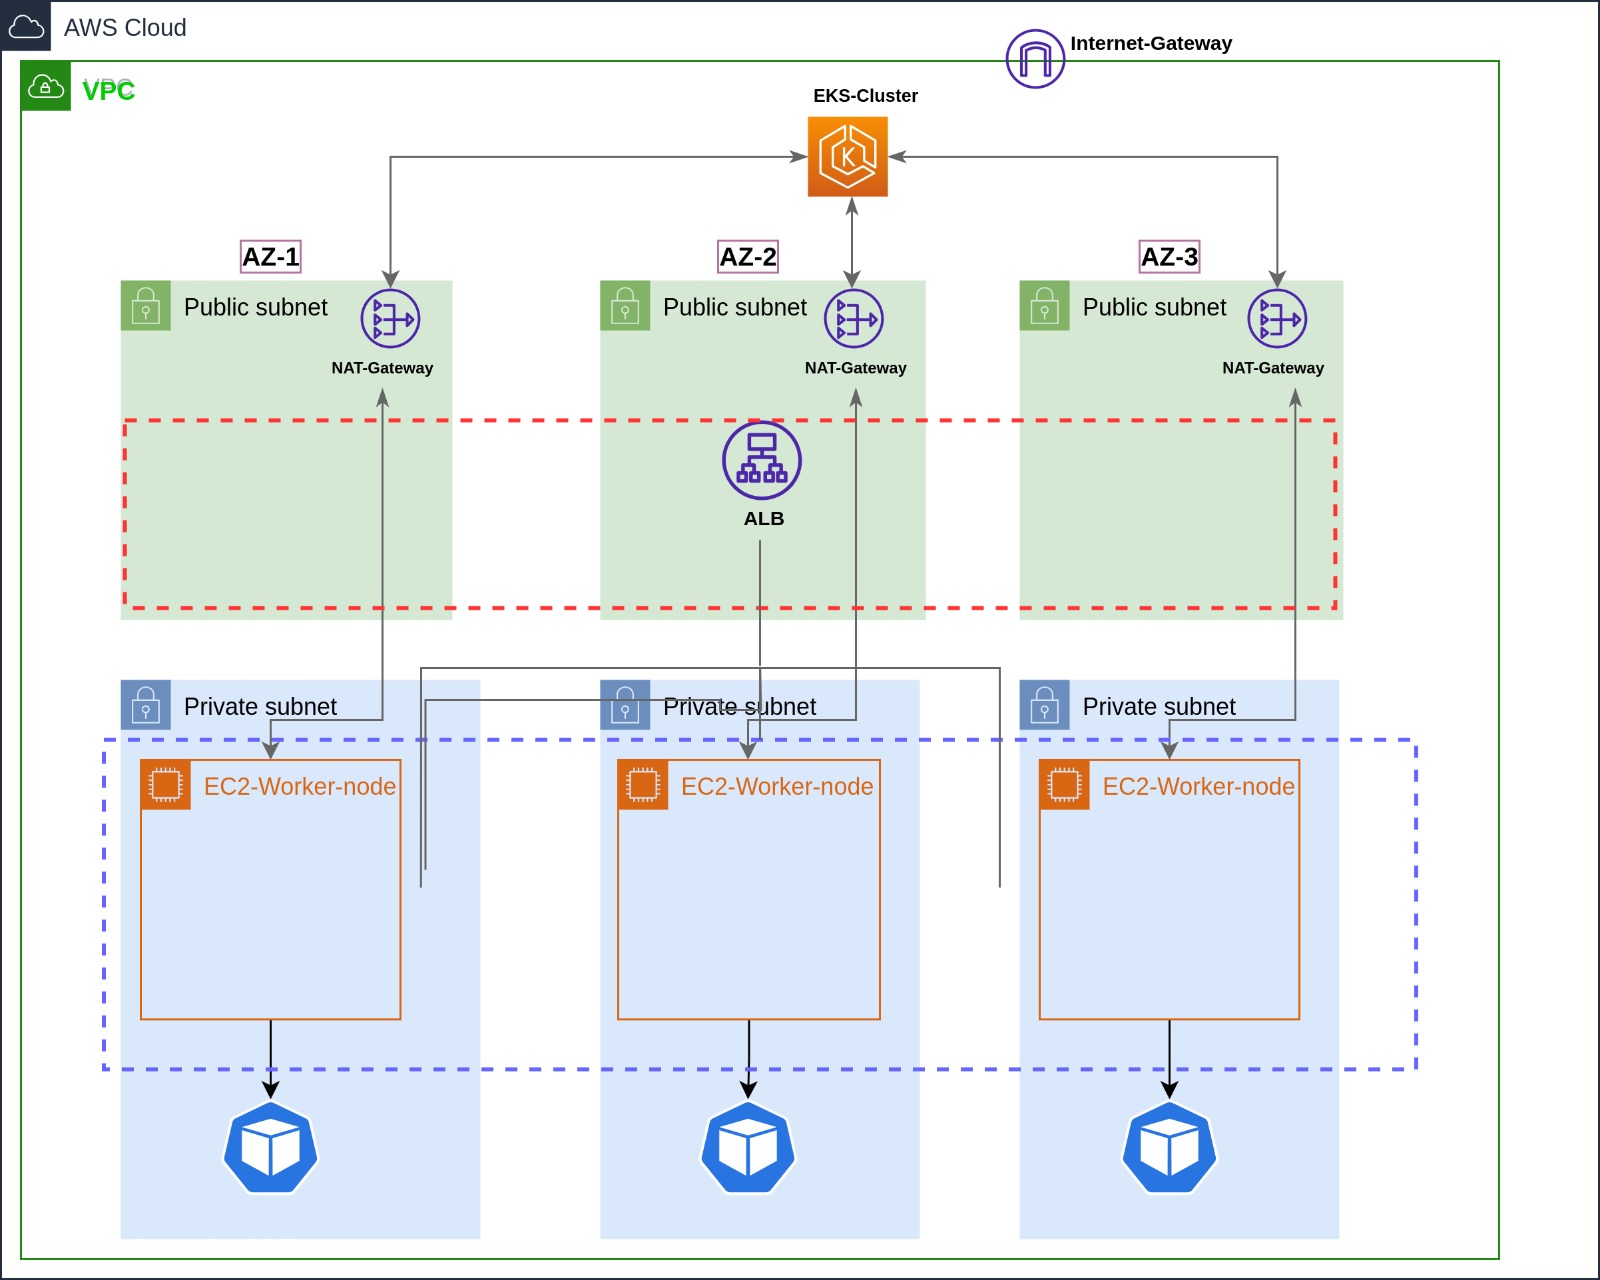 AWS Cloud
Internet-Gateway
VPC
VPC
EKS-Cluster
AZ-1
AZ-2
AZ-3
Public subnet
Public subnet
Public subnet
NAT-Gateway
NAT-Gateway
NAT-Gateway
ALB
Private subnet
Private subnet
Private subnet
EC2-Worker-node
EC2-Worker-node
EC2-Worker-node